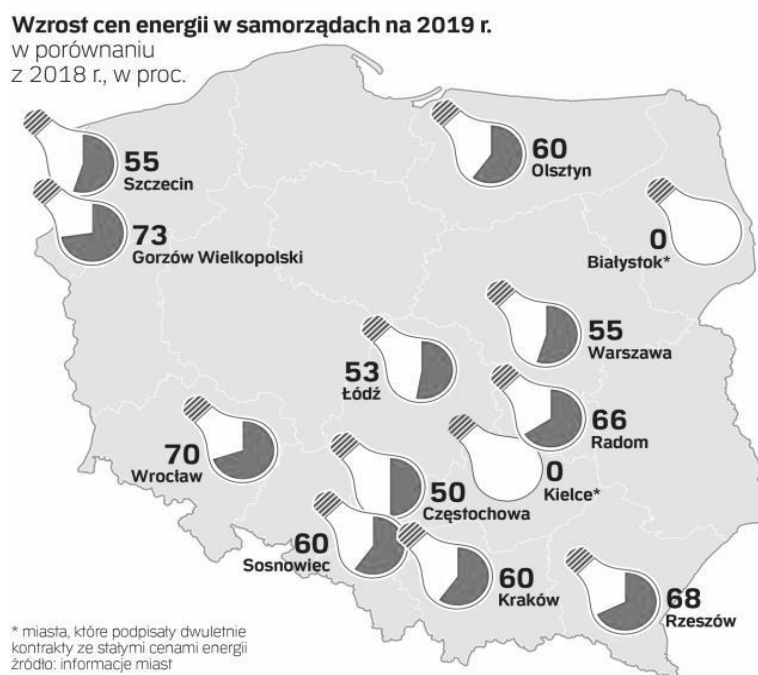 Wzrost cen energii w samorządach na 2019 r.
w porównaniu
z 2018 r., w proc.
55
Szczecin
60
Olsztyn
73
Gorzów Wielkopolski
0
Białystok*
55
Warszawa
53
Łódź
66
Radom
70
Wrocław
0
Kielce*
50
Częstochowa
60
Sosnowiec
60
Kraków
68
Rzeszów
* miasta, które podpisały dwuletnie
kontrakty ze stałymi cenami energii
źródło: informacje miast